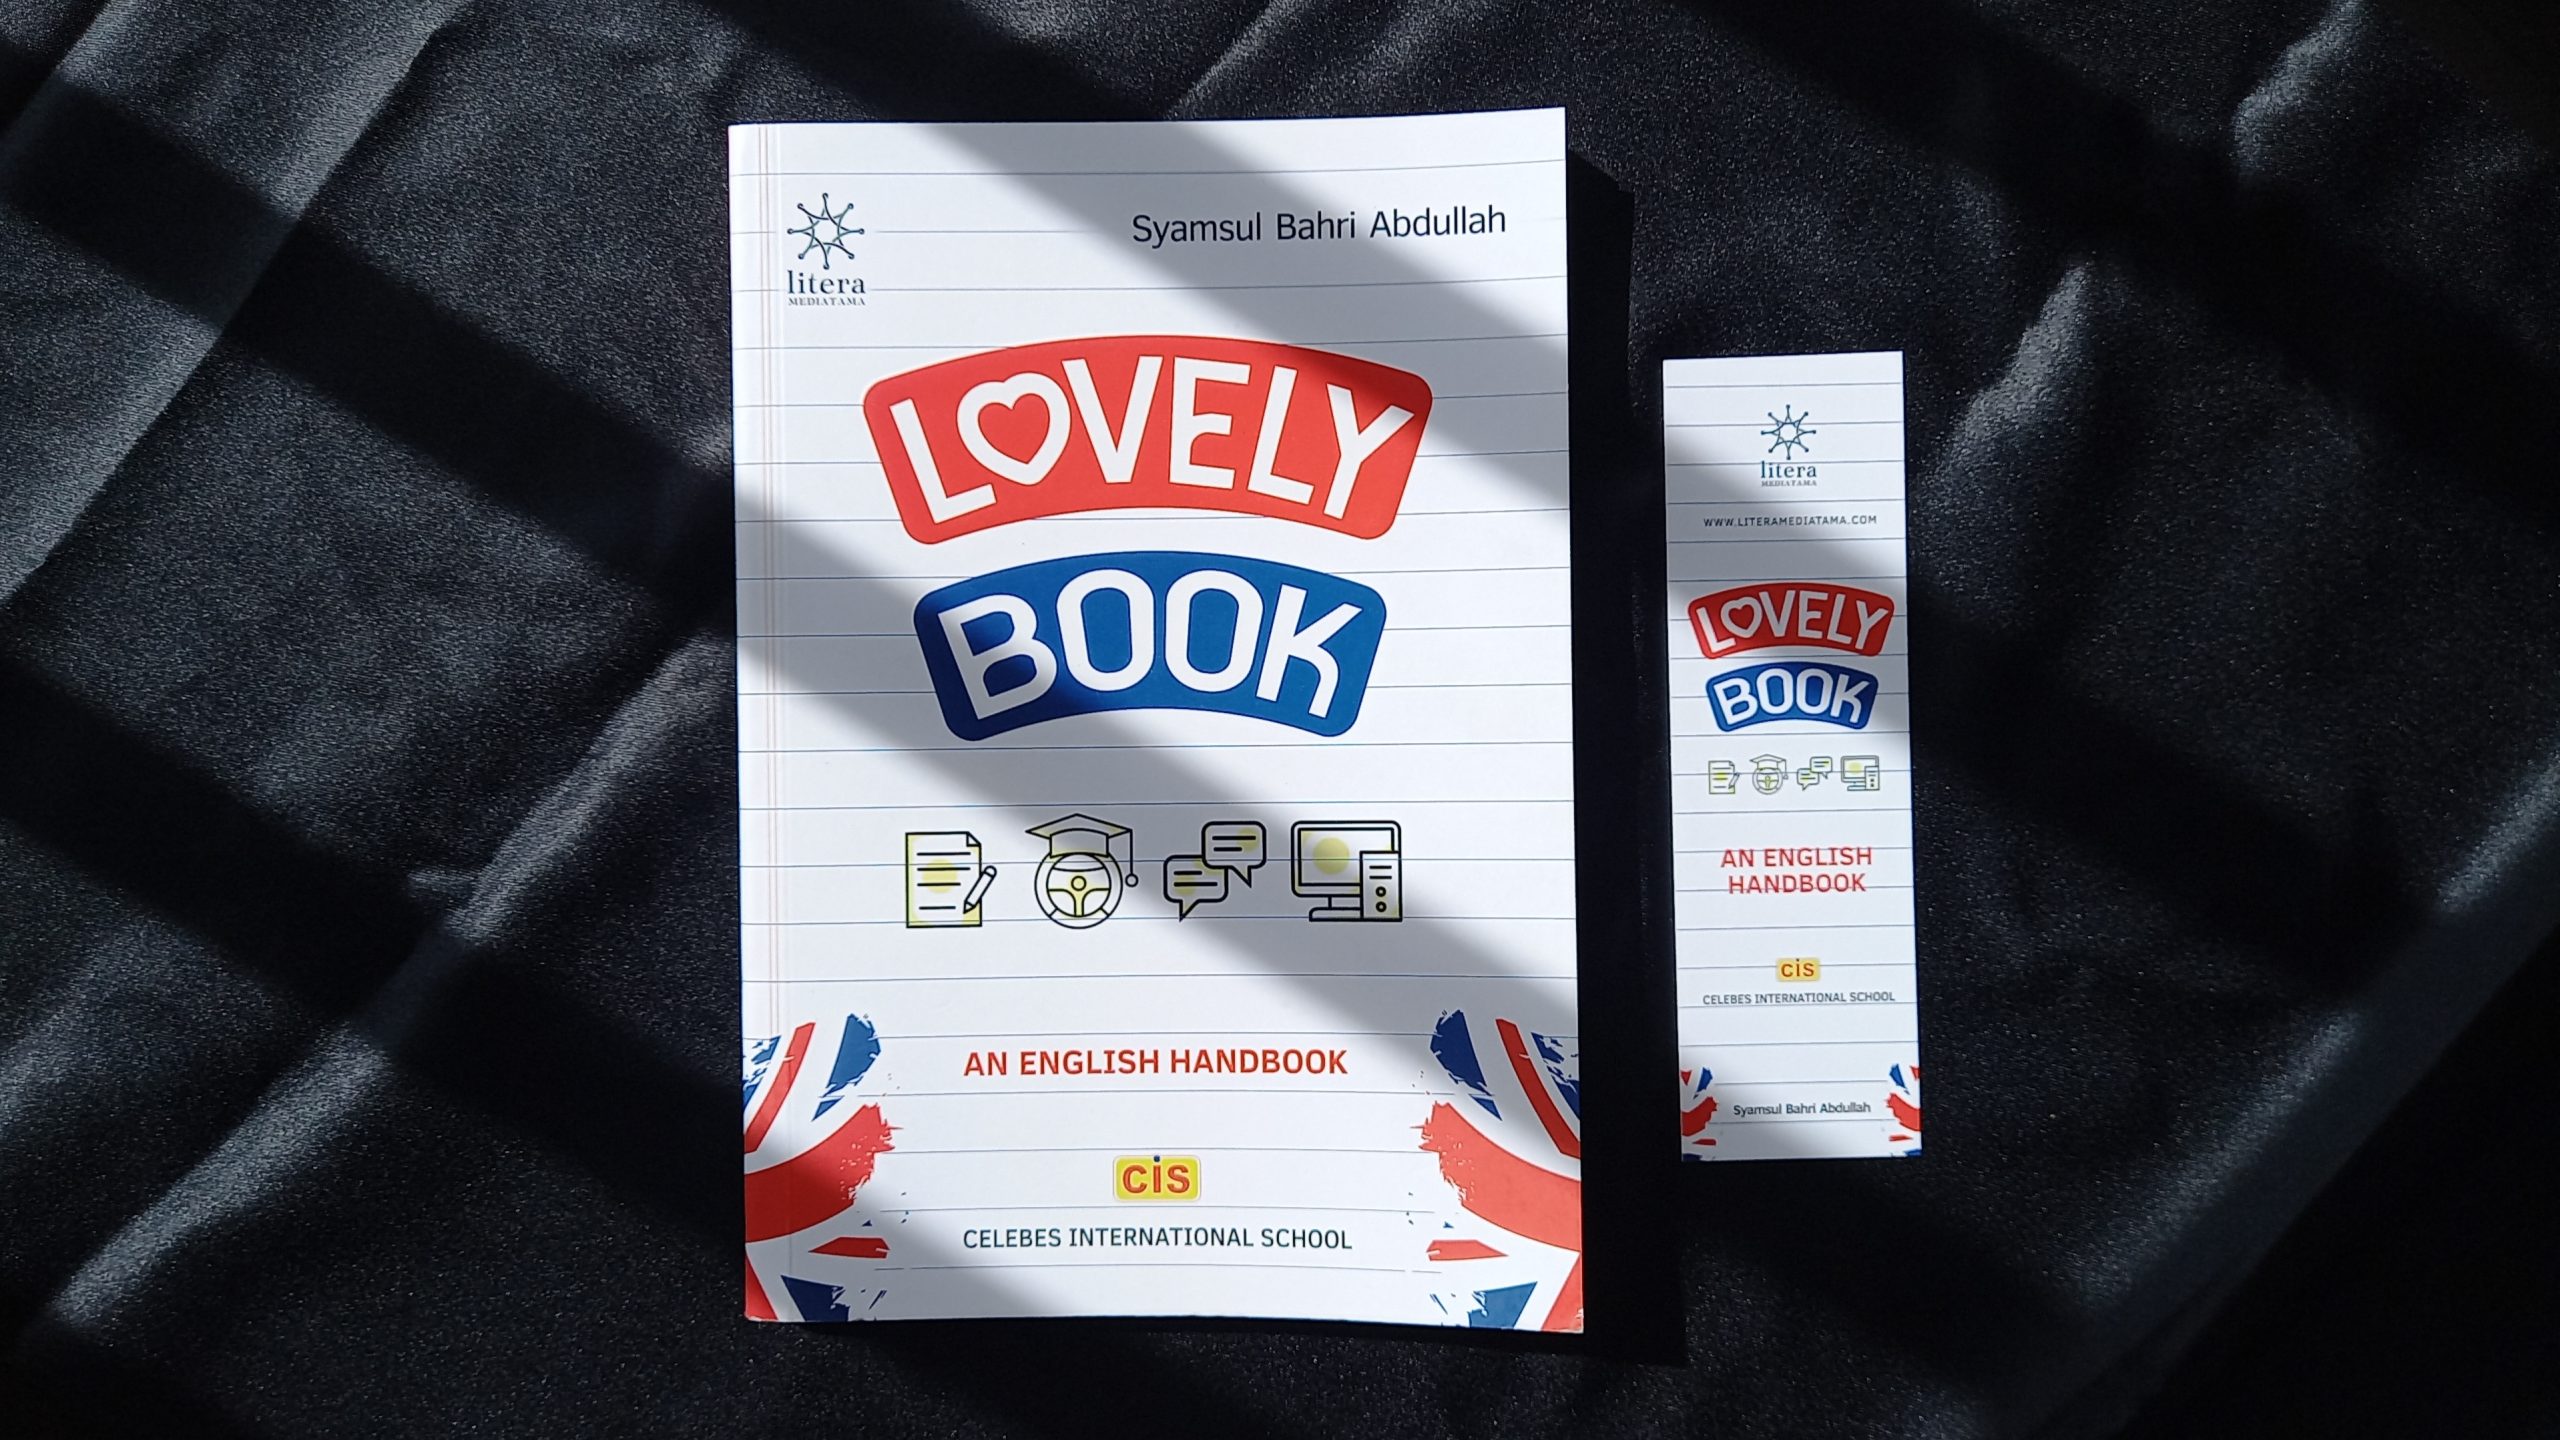 litera
MEDIATAMA
Syamsul Bahri Abdullah
LOVELY
BOOK
AN ENGLISH HANDBOOK
cis
CELEBES INTERNATIONAL SCHOOL
litera
MEDIATAMA
WWW.LITERAMEDIATAMA.COM
LOVELY
BOOK
AN ENGLISH
HANDBOOK
cis
CELEBES INTERNATIONAL SCHOOL
Syamsul Bahri Abdullah